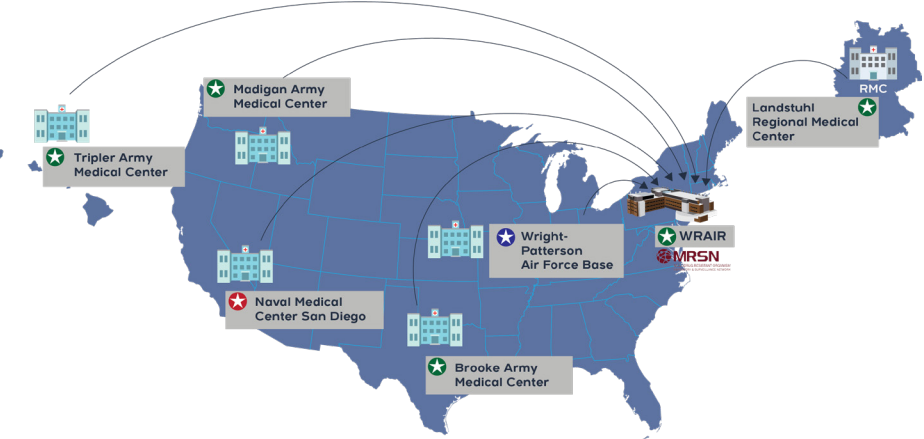 Madigan Army
Medical Center
RMC
Landstuhl
Regional Medical
Center
Tripler Army
Medical Center
Wright-
Patterson
Air Force Base
WRAIR
MRSN
Naval Medical
Center San Diego
Brooke Army
Medical Center